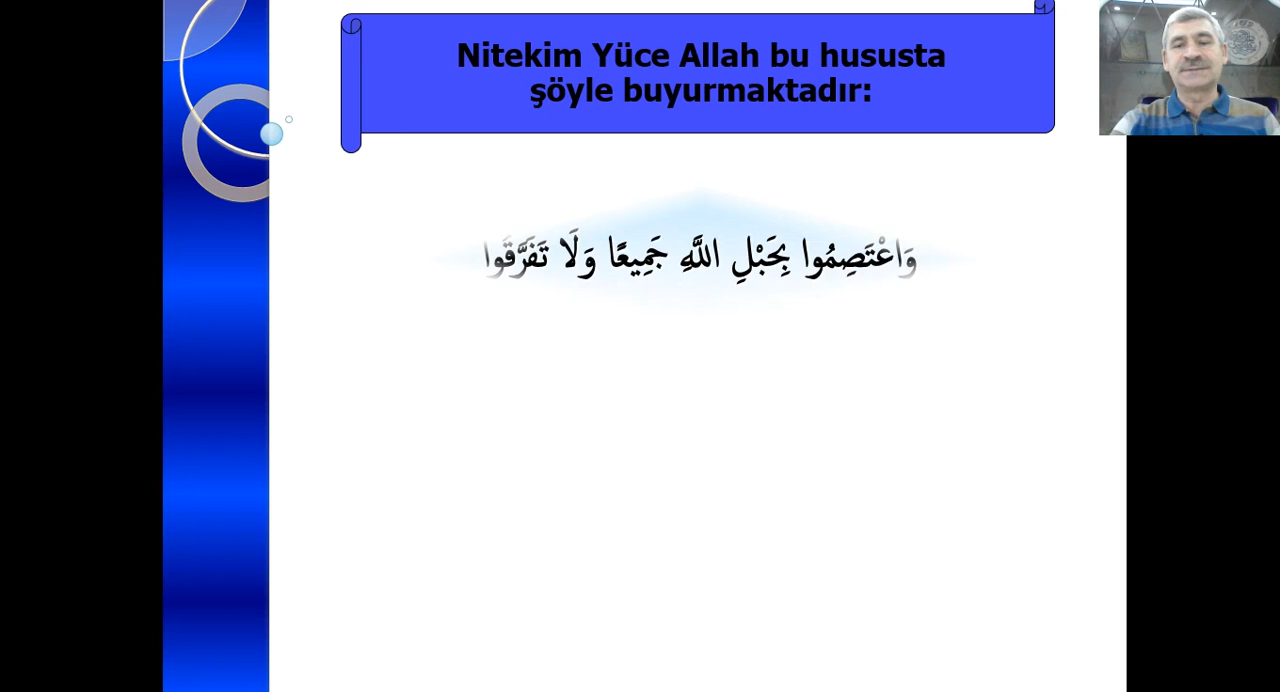 Nitekim Yüce Allah bu hususta
şöyle buyurmaktadır:
وَاعْتَصِمُوا بِحَبْلِ اللَّهِ جَمِيعًا وَلَا تَفَرَّقُوا